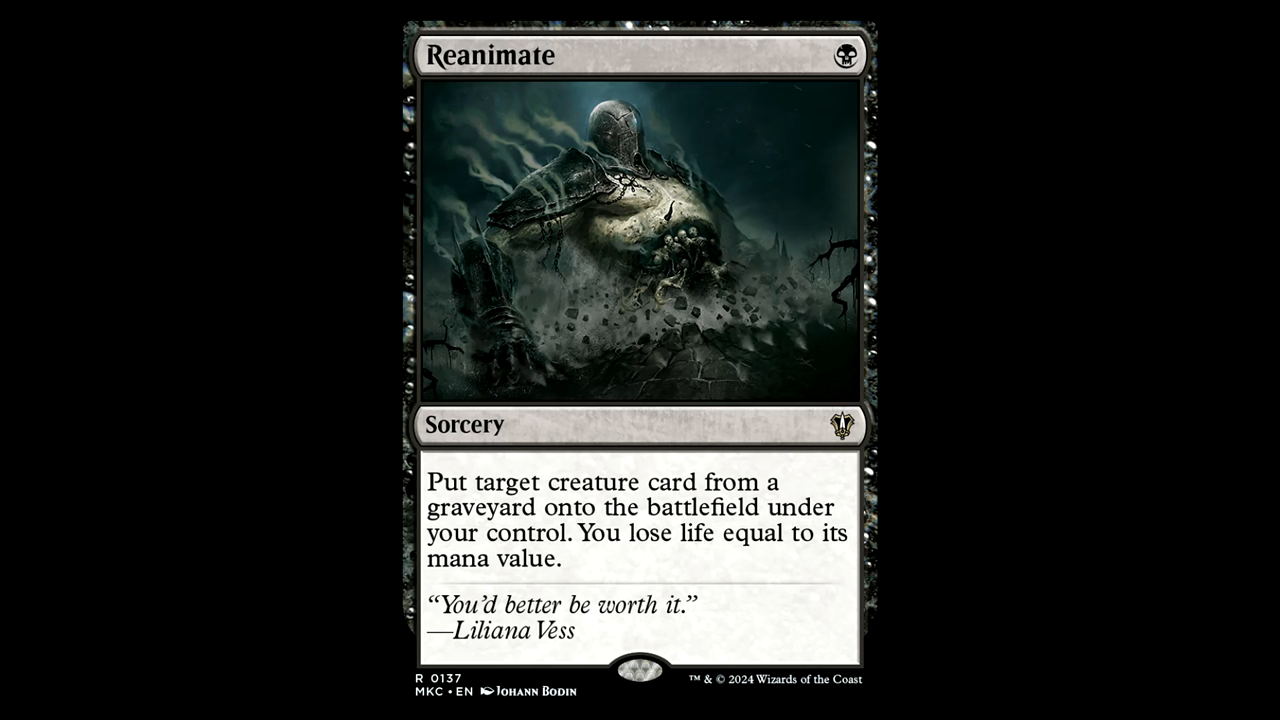 Reanimate
Sorcery
Put target creature card from a
graveyard onto the battlefield under
your control. You lose life equal to its
mana value.
“You’d better be worth it.”
—Liliana Vess
R 0137
MKC • EN Johann Bodin
™ & © 2024 Wizards of the Coast